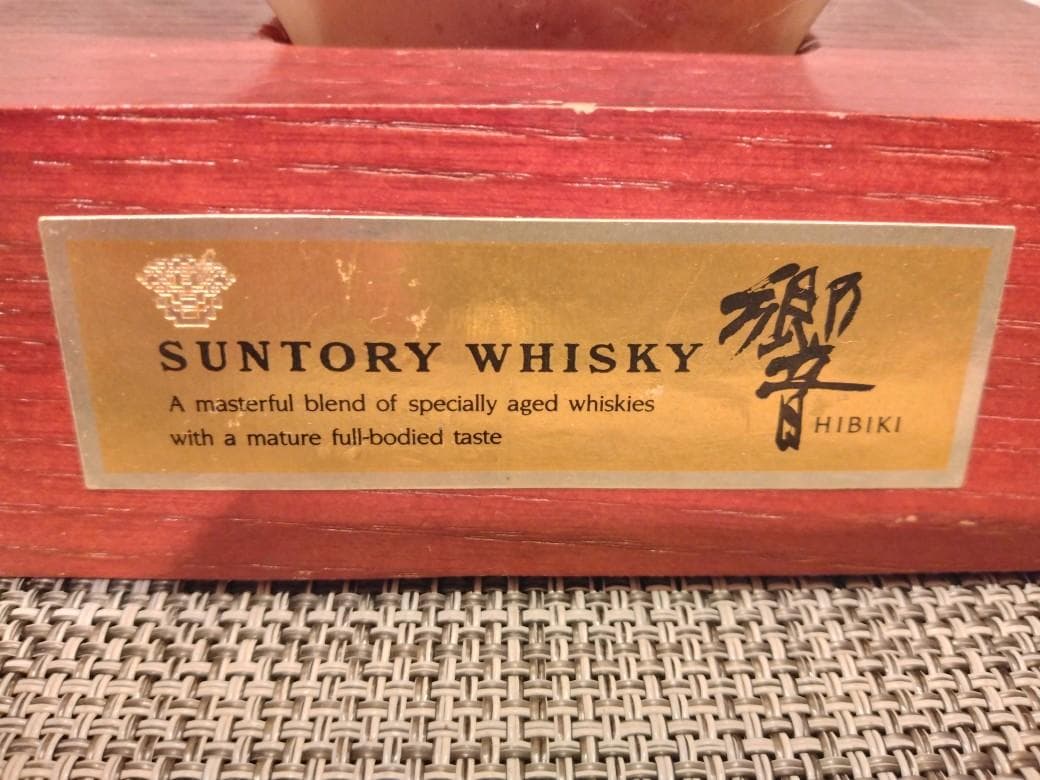 SUNTORY WHISKY
A masterful blend of specially aged whiskies
with a mature full-bodied taste
響
HIBIKI